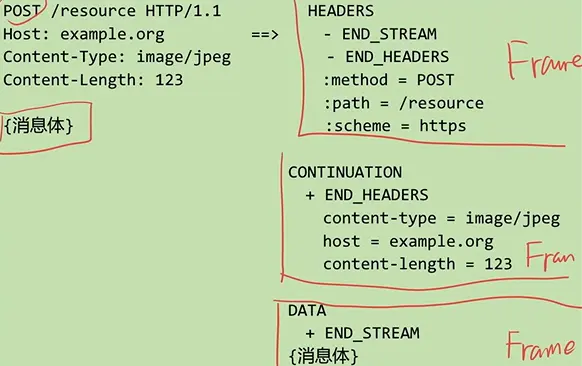 POST /resource HTTP/1.1
Host: example.org ==>
Content-Type: image/jpeg
Content-Length: 123
{消息体}
HEADERS
- END_STREAM
- END_HEADERS
:method = POST
:path = /resource
:scheme = https
Frame
CONTINUATION
+ END_HEADERS
content-type = image/jpeg
host = example.org
content-length = 123
Fram
DATA
+ END_STREAM
{消息体}
Frame